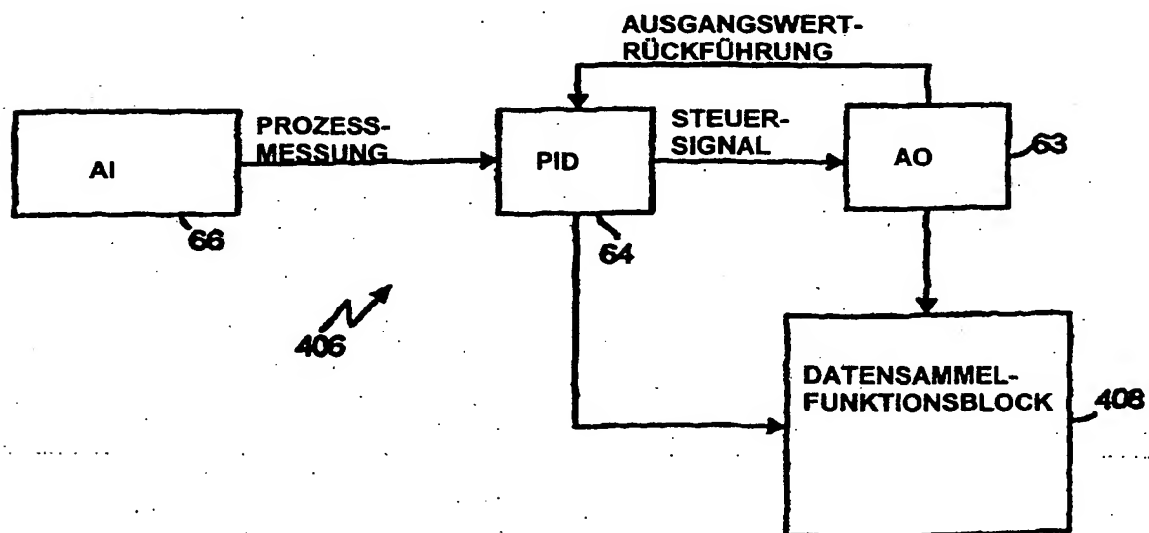 AUSGANGSWERT-
RÜCKFÜHRUNG
PROZESS-
MESSUNG
STEUER-
SIGNAL
AI
PID
AO
63
66
64
406
DATENSAMMEL-
FUNKTIONSBLOCK
408